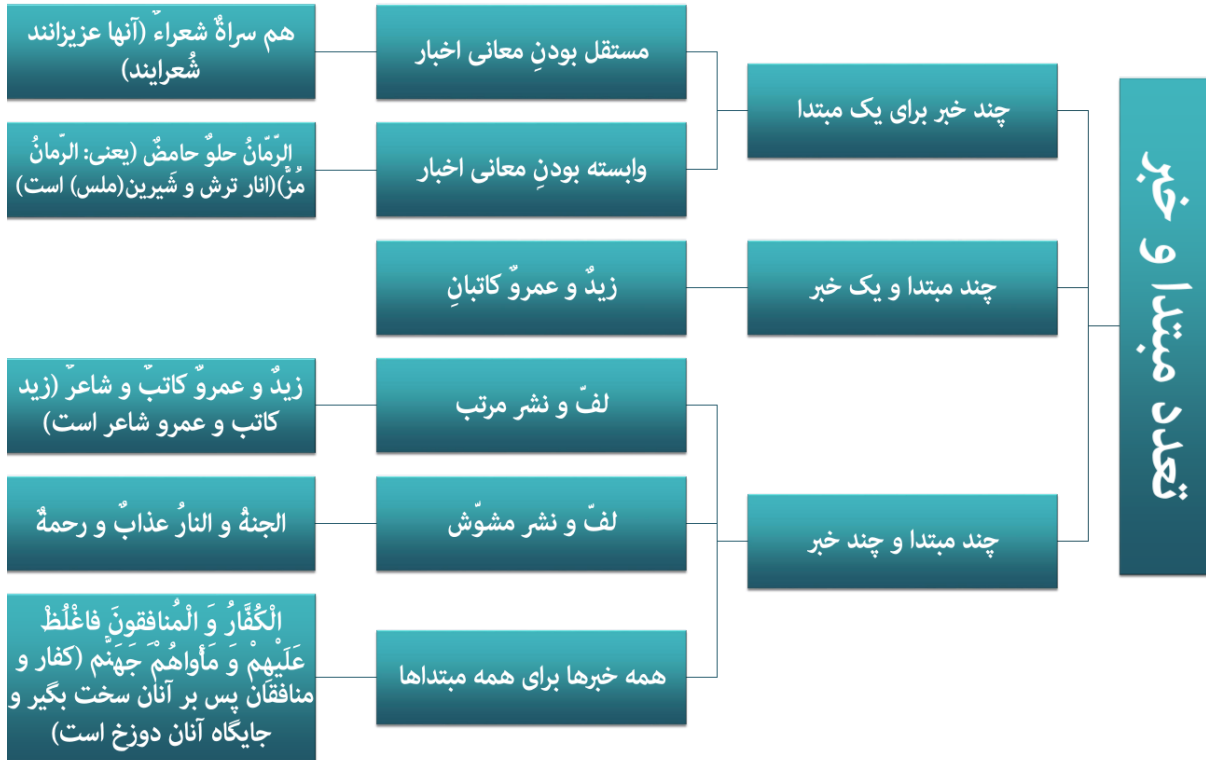 تعدد مبتدا و خبر
چند خبر برای یک مبتدا
مستقل بودنِ معانی اخبار
هم سراةٌ شعراءٌ (آنها عزیزانند
شُعرایند)
وابسته بودنِ معانی اخبار
الرّمّانُ حلوٌ حامضٌ (یعنی: الرّمانُ
مُزٌّ)(انار ترش و شَیرین(ملس) است)
چند مبتدا و یک خبر
زیدٌ و عمروٌ کاتبانِ
چند مبتدا و چند خبر
لفّ و نشر مرتب
زیدٌ و عمروٌ کاتبٌ و شاعرٌ (زید
کاتب و عمرو شاعر است)
لفّ و نشر مشوّش
الجنةُ و النارُ عذابٌ و رحمةٌ
همه خبرها برای همه مبتداها
الْكُفَّارُ وَ الْمُنافقونَ فاغْلُظْ
عَلَيْهِمْ وَ مَأْواهُمْ جَهَنَّم (کفار و
منافقان پس بر آنان سخت بگیر و
جایگاه آنان دوزخ است)